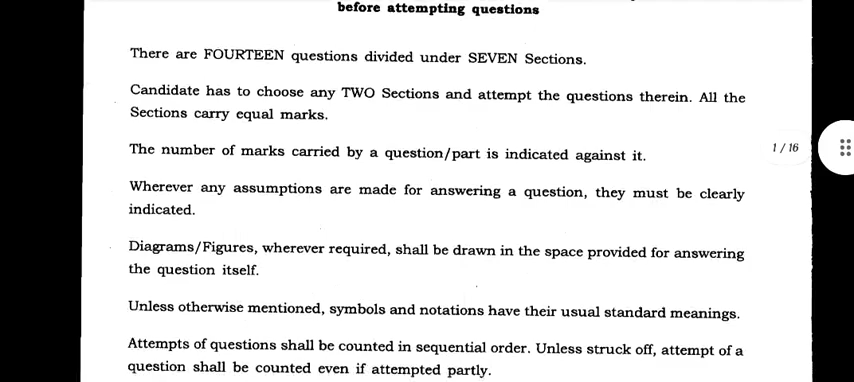 before attempting questions
There are FOURTEEN questions divided under SEVEN Sections.
Candidate has to choose any TWO Sections and attempt the questions therein. All the
Sections carry equal marks.
The number of marks carried by a question/part is indicated against it.
1 / 16
Wherever any assumptions are made for answering a question, they must be clearly
indicated.
Diagrams/Figures, wherever required, shall be drawn in the space provided for answering
the question itself.
Unless otherwise mentioned, symbols and notations have their usual standard meanings.
Attempts of questions shall be counted in sequential order. Unless struck off, attempt of a
question shall be counted even if attempted partly.